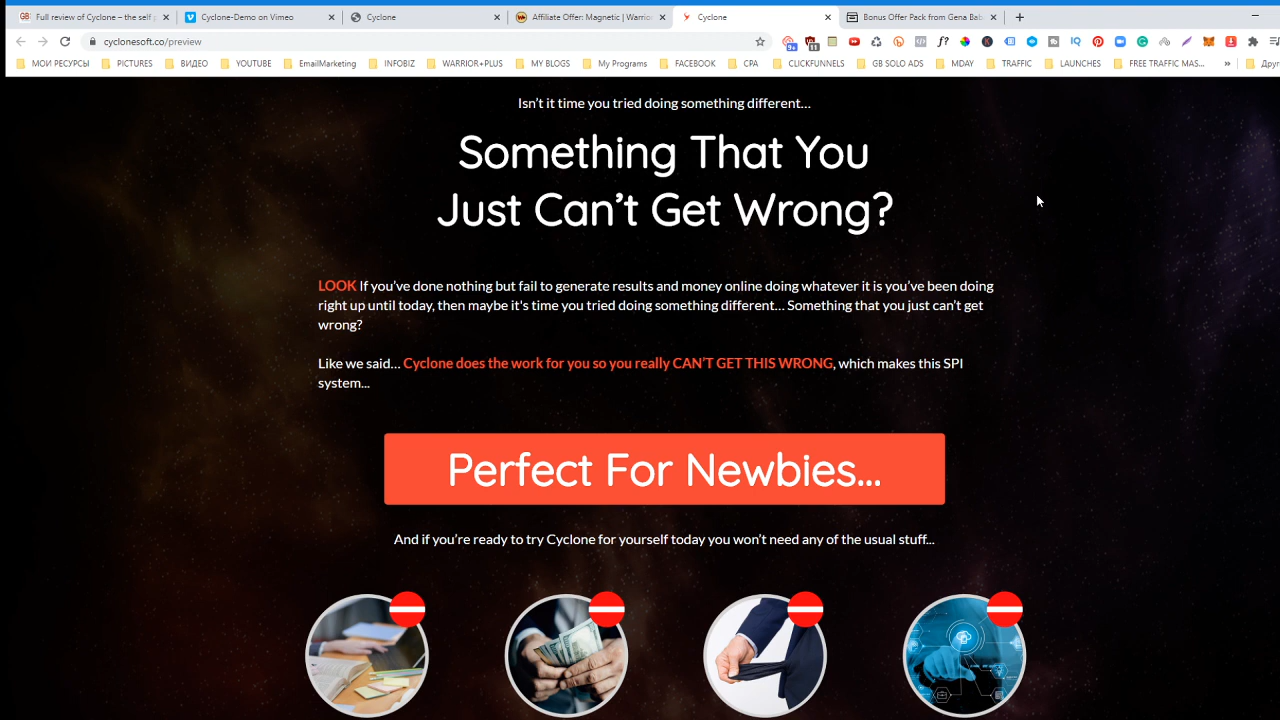 Full review of Cyclone – the self p
Cyclone-Demo on Vimeo
Cyclone
Affiliate Offer: Magnetic | Warrio
Cyclone
Bonus Offer Pack from Gena Bab
cyclonesoft.co/preview
МОИ РЕСУРСЫ
PICTURES
ВИДЕО
YOUTUBE
EmailMarketing
INFOBIZ
WARRIOR+PLUS
MY BLOGS
My Programs
FACEBOOK
CPA
CLICKFUNNELS
GB SOLO ADS
MDAY
TRAFFIC
LAUNCHES
FREE TRAFFIC MAS...
Isn’t it time you tried doing something different...
Something That You
Just Can’t Get Wrong?
LOOK If you’ve done nothing but fail to generate results and money online doing whatever it is you’ve been doing
right up until today, then maybe it's time you tried doing something different... Something that you just can’t get
wrong?
Like we said... Cyclone does the work for you so you really CAN’T GET THIS WRONG, which makes this SPI
system...
Perfect For Newbies...
And if you’re ready to try Cyclone for yourself today you won’t need any of the usual stuff...